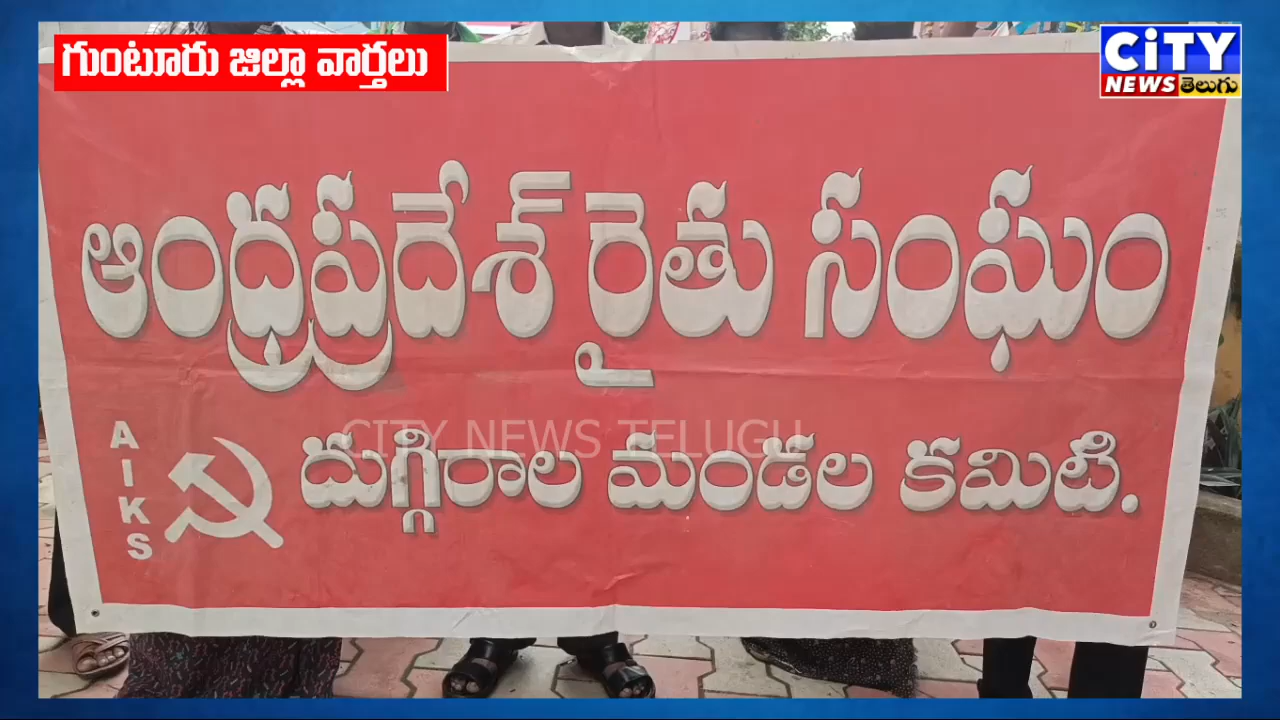 గుంటూరు జిల్లా వార్తలు
CiTY
NEWS తెలుగు
ఆంధ్రప్రదేశ్ రైతు సంఘం
AIKS
CITY NEWS TELUGU
దుగ్గిరాల మండల కమిటి.